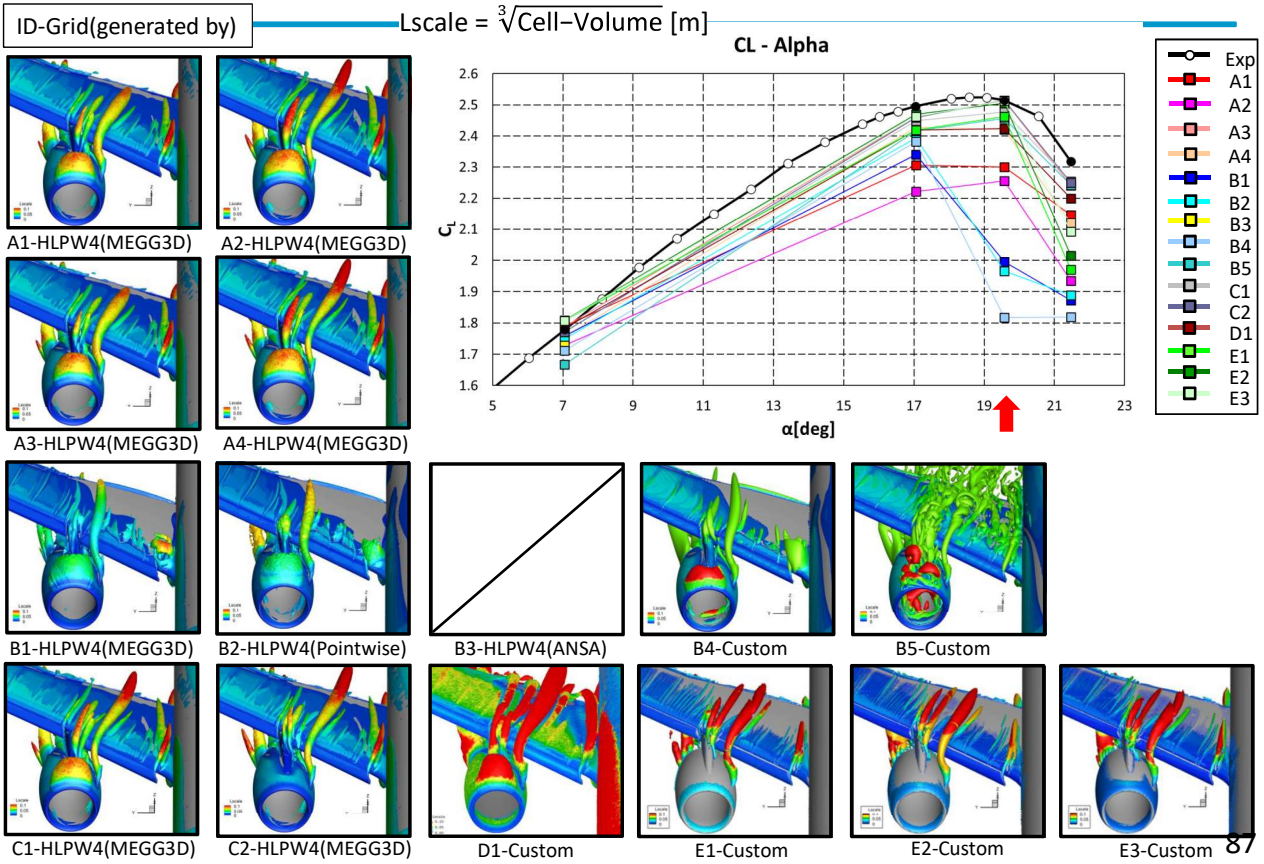 ID-Grid(generated by)
Lscale = ∛Cell−Volume [m]
CL - Alpha
2.6
2.5
2.4
2.3
2.2
2.1
2
1.9
1.8
1.7
1.6
CL
5 7 9 11 13 15 17 19 21 23
α[deg]
Exp
A1
A2
A3
A4
B1
B2
B3
B4
B5
C1
C2
D1
E1
E2
E3
A1-HLPW4(MEGG3D)
A2-HLPW4(MEGG3D)
A3-HLPW4(MEGG3D)
A4-HLPW4(MEGG3D)
B1-HLPW4(MEGG3D)
B2-HLPW4(Pointwise)
B3-HLPW4(ANSA)
B4-Custom
B5-Custom
C1-HLPW4(MEGG3D)
C2-HLPW4(MEGG3D)
D1-Custom
E1-Custom
E2-Custom
E3-Custom
87